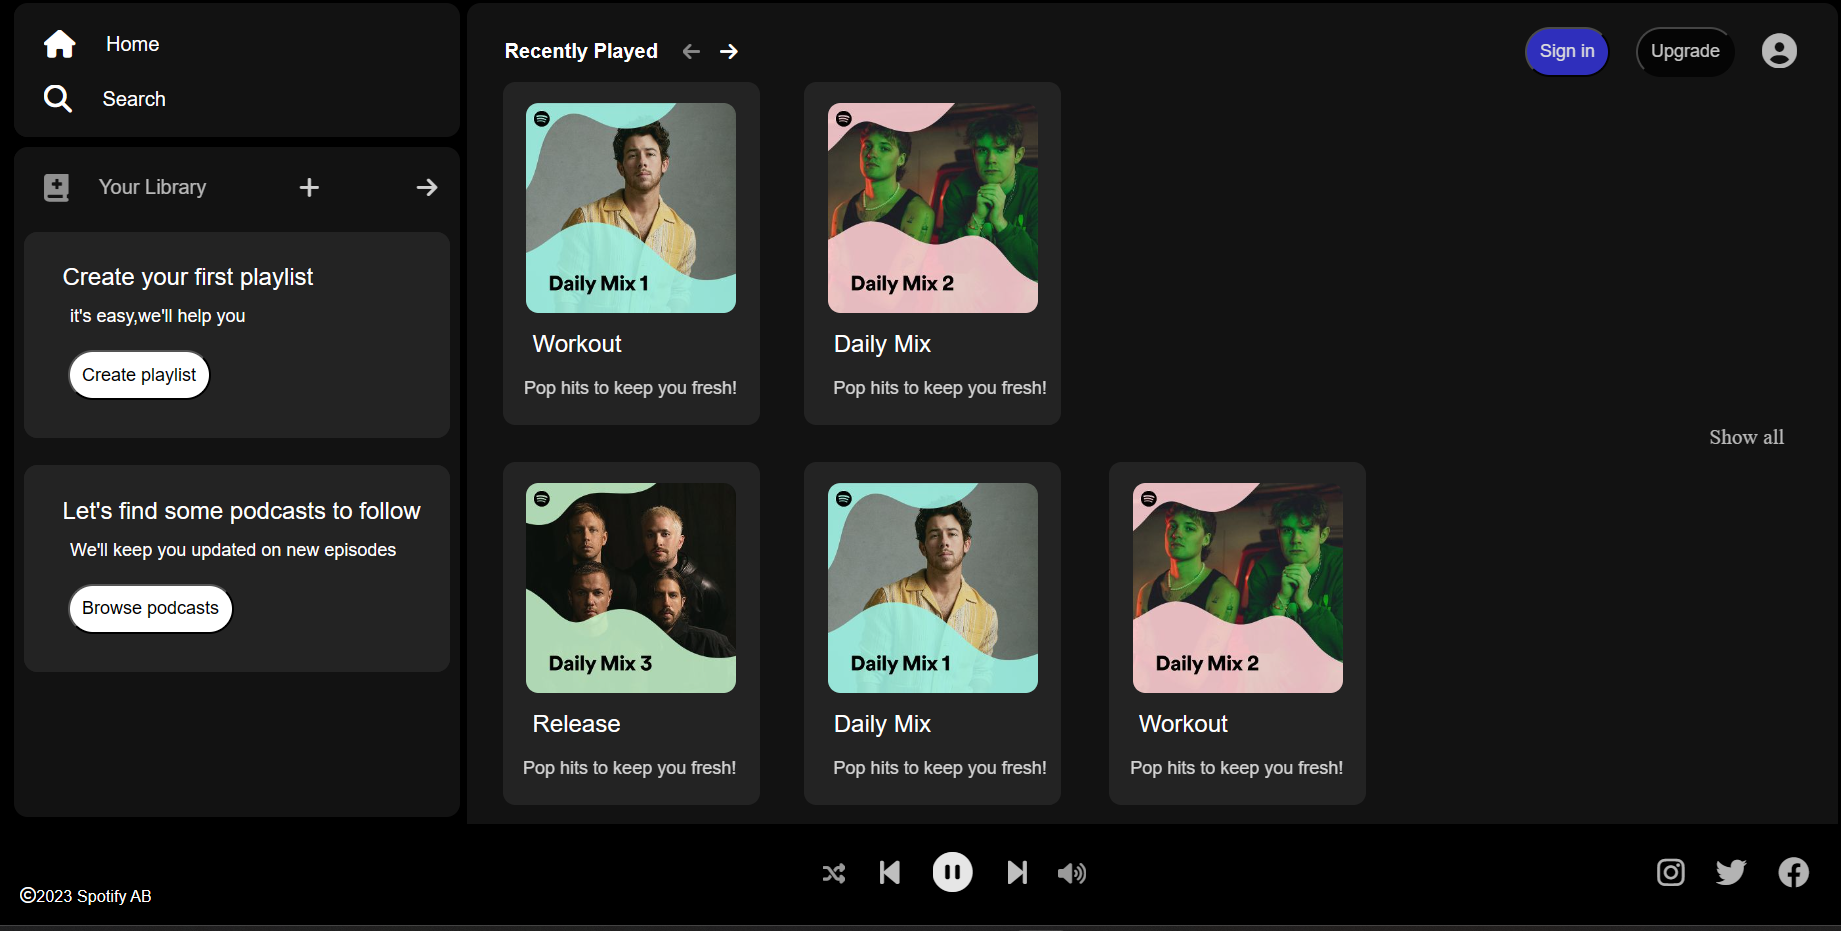 Home
Search
Your Library
Create your first playlist
it's easy,we'll help you
Create playlist
Let's find some podcasts to follow
We'll keep you updated on new episodes
Browse podcasts
©2023 Spotify AB
Recently Played
Sign in
Upgrade
Daily Mix 1
Workout
Pop hits to keep you fresh!
Daily Mix 2
Daily Mix
Pop hits to keep you fresh!
Show all
Daily Mix 3
Release
Pop hits to keep you fresh!
Daily Mix 1
Daily Mix
Pop hits to keep you fresh!
Daily Mix 2
Workout
Pop hits to keep you fresh!